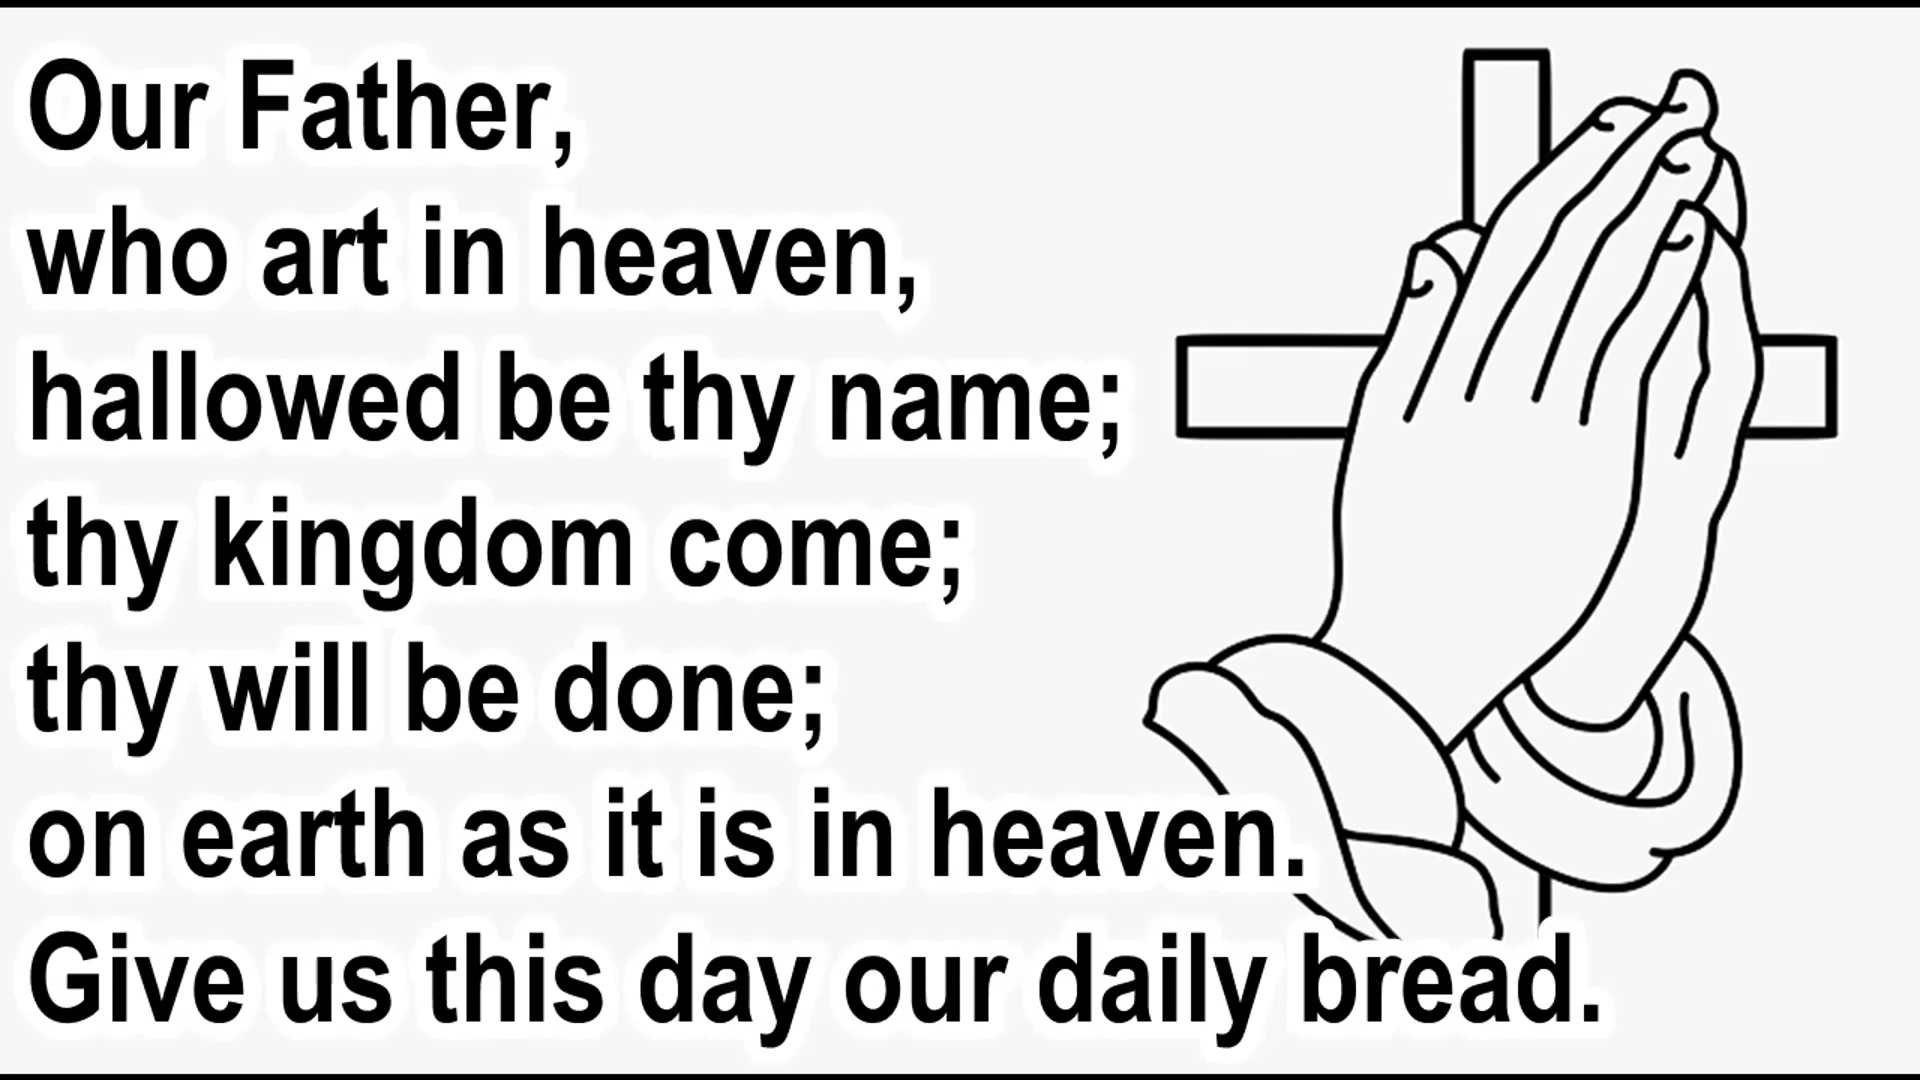 Our Father,
who art in heaven,
hallowed be thy name;
thy kingdom come;
thy will be done;
on earth as it is in heaven.
Give us this day our daily bread.